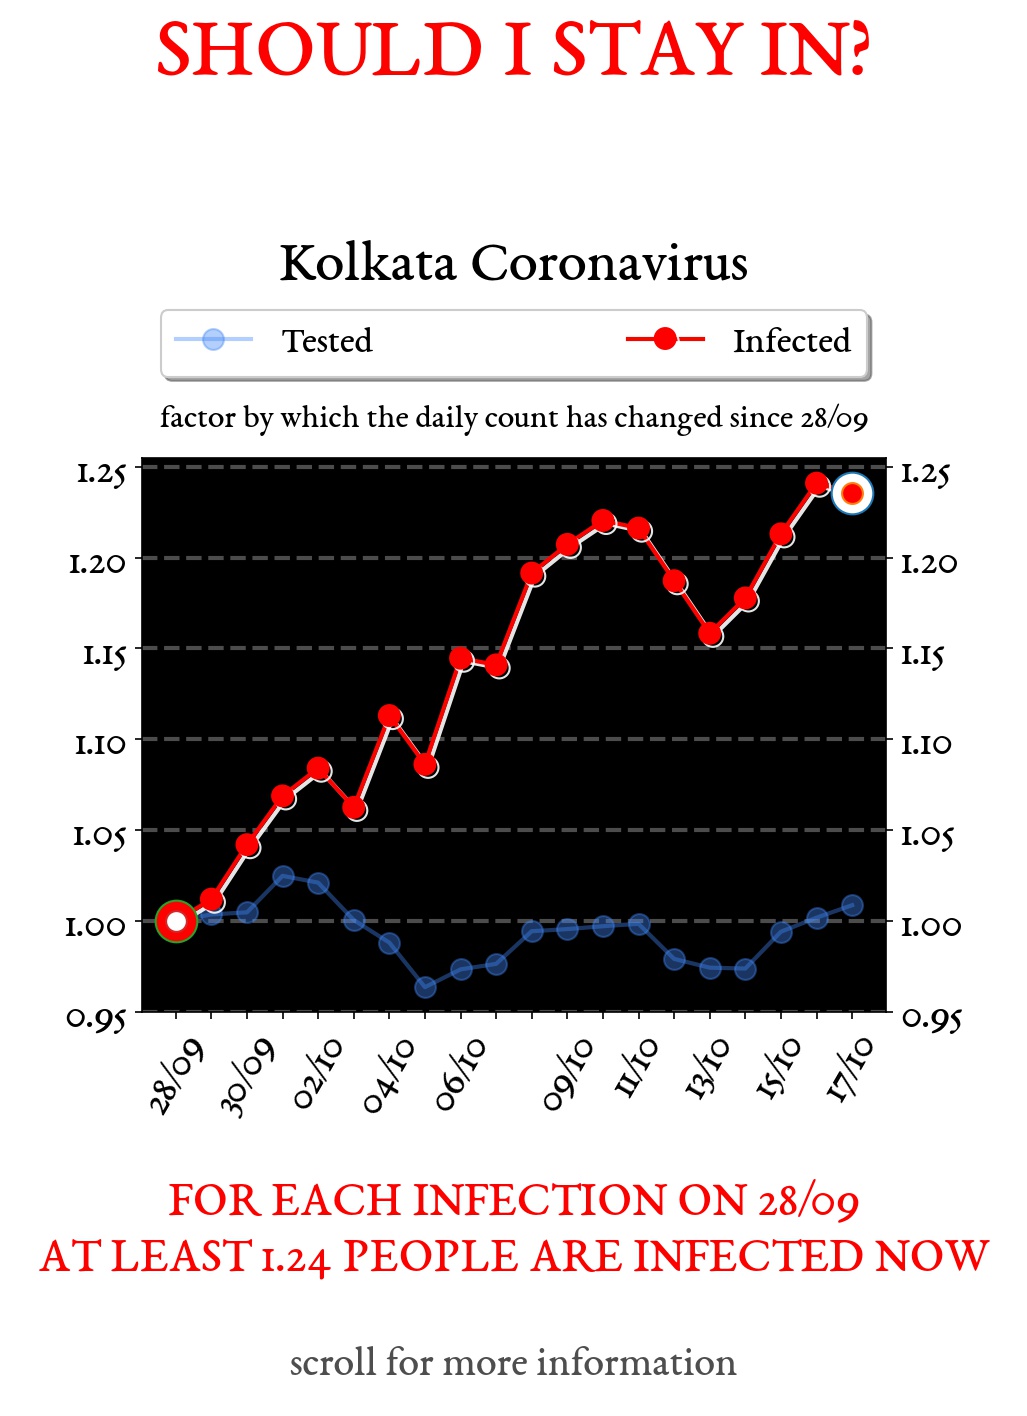 SHOULD I STAY IN?
Kolkata Coronavirus
Tested Infected
factor by which the daily count has changed since 28/09
1.25 1.25
1.20 1.20
1.15 1.15
1.10 1.10
1.05 1.05
1.00 1.00
0.95 0.95
28/09 30/09 02/10 04/10 06/10 09/10 11/10 13/10 15/10 17/10
FOR EACH INFECTION ON 28/09
AT LEAST 1.24 PEOPLE ARE INFECTED NOW
scroll for more information